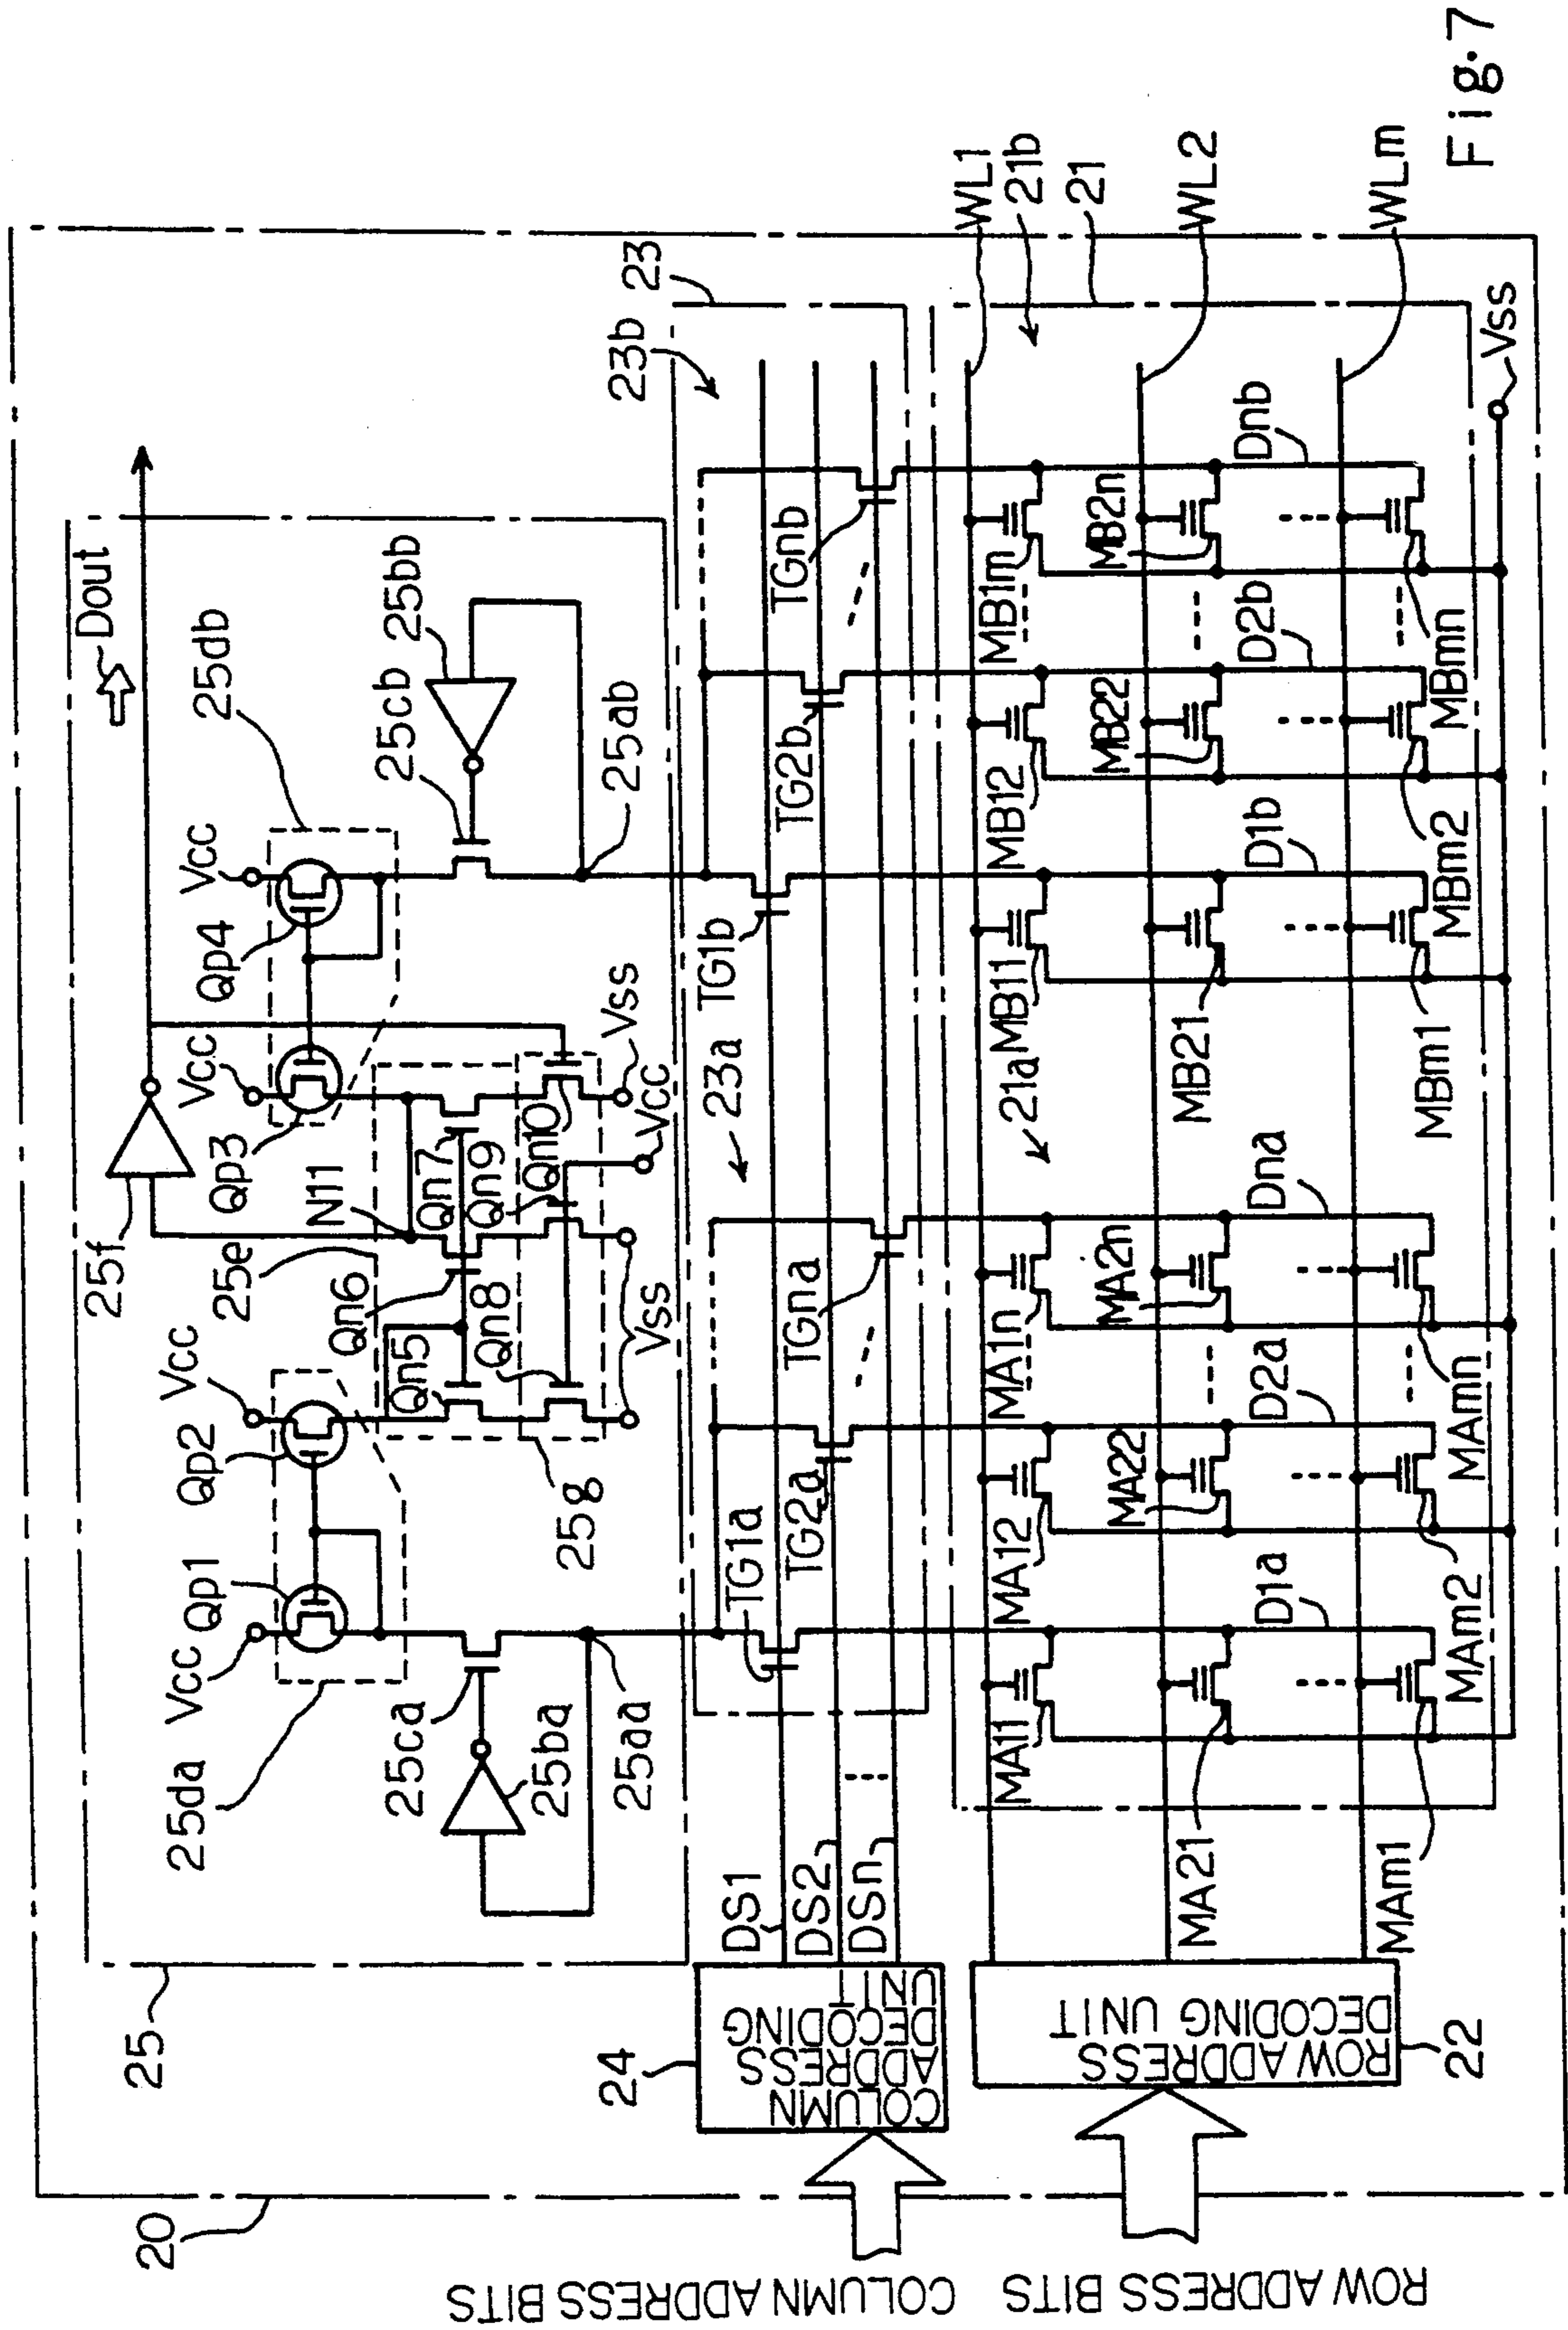 20
25
Dout
25f
25da
Vcc
Qp1
Qp2
Vcc
25e
N11
Qp3
Vcc
Qp4
Vcc
25db
25ca
25ba
25aa
Qn5
Qn6
Qn7
Qn8
Qn9
Qn10
25g
Vss
Vss
Vcc
25cb
25bb
25ab
24
COLUMN
ADDRESS
DECODING
UNIT
COLUMN ADDRESS BITS
DS1
DS2
DSn
TG1a
TG2a
TGna
23a
TG1b
TG2b
TGnb
23b
23
22
ROW ADDRESS
DECODING UNIT
ROW ADDRESS BITS
MA11
MA12
MA1n
21a
MB11
MB12
MB1m
WL1
21b
21
MA21
MA22
MA2n
MB21
MB22
MB2n
WL2
D1a
D2a
Dna
D1b
D2b
Dnb
MAm1
MAm2
MAmn
MBm1
MBm2
MBmn
WLm
Vss
Fig. 7